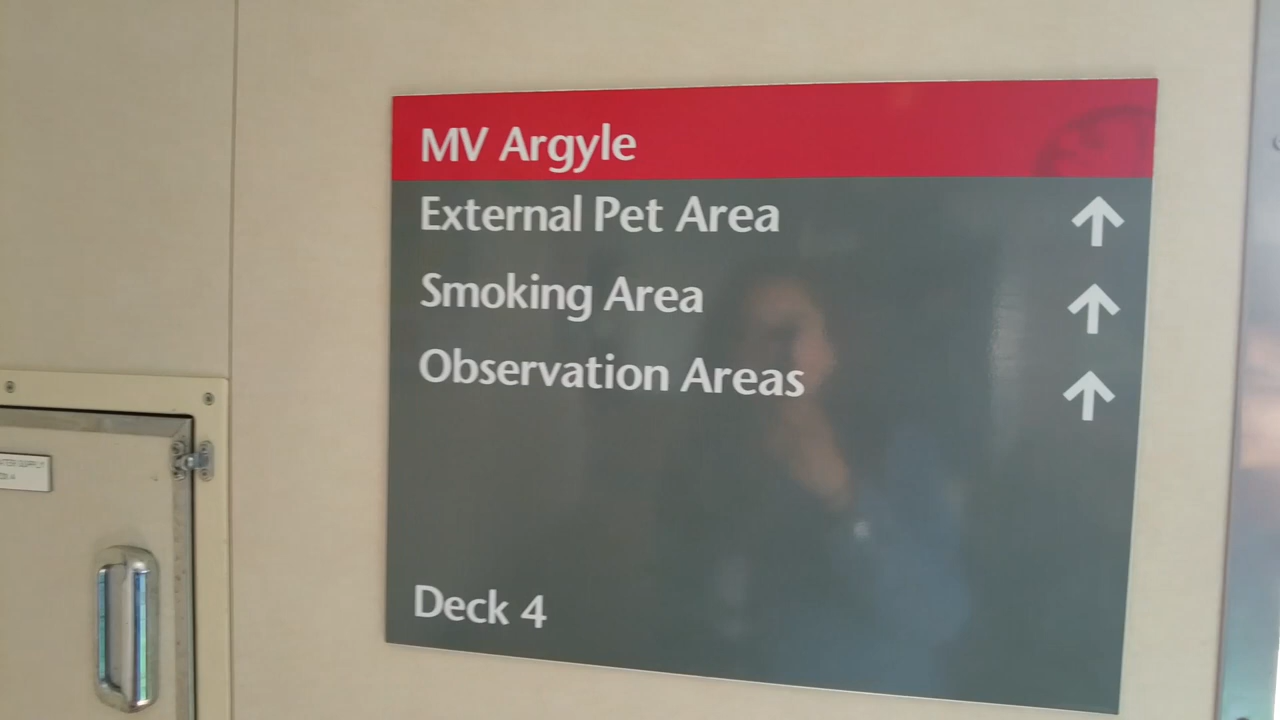 MV Argyle
External Pet Area
Smoking Area
Observation Areas
Deck 4